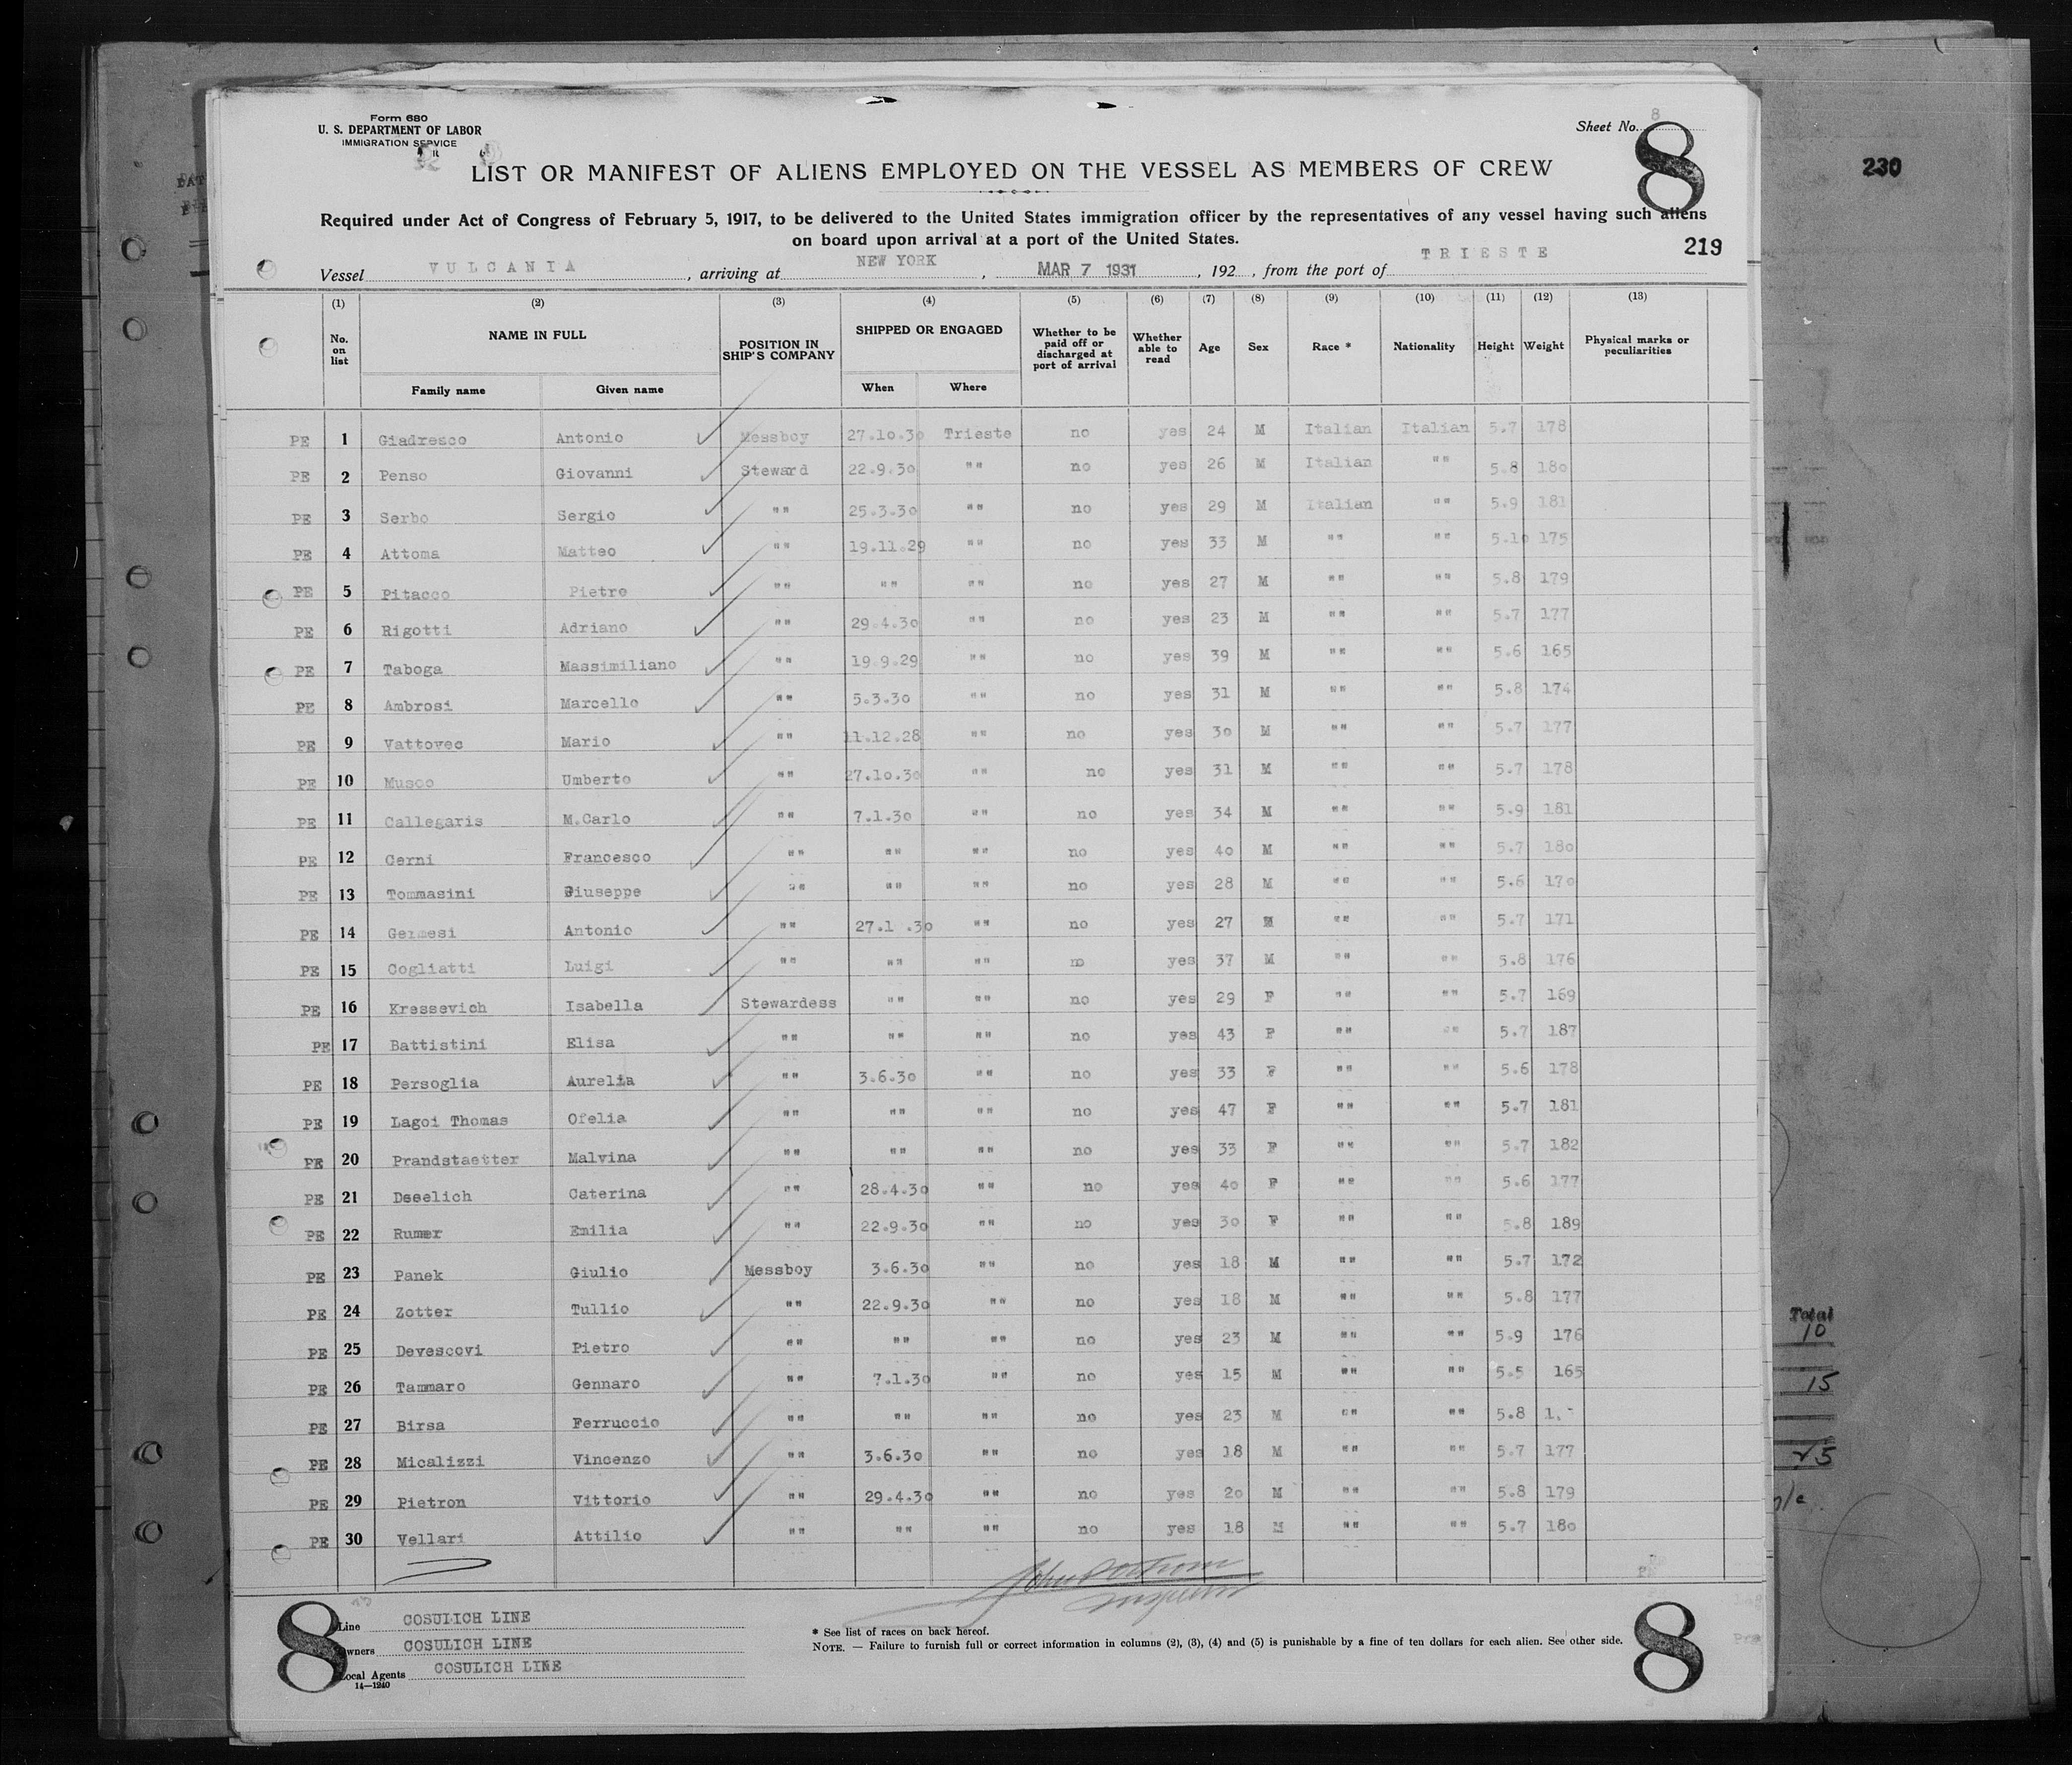 Form 680
U. S. DEPARTMENT OF LABOR
IMMIGRATION SERVICE
Sheet No. 8
8
230
LIST OR MANIFEST OF ALIENS EMPLOYED ON THE VESSEL AS MEMBERS OF CREW
Required under Act of Congress of February 5, 1917, to be delivered to the United States immigration officer by the representatives of any vessel having such aliens
on board upon arrival at a port of the United States.
219
Vessel VULCANIA, arriving at NEW YORK, MAR 7 1931, 192 , from the port of TRIESTE
(1) (2) (3) (4) (5) (6) (7) (8) (9) (10) (11) (12) (13)
No. on list NAME IN FULL POSITION IN SHIP'S COMPANY SHIPPED OR ENGAGED Whether to be paid off or discharged at port of arrival Whether able to read Age Sex Race * Nationality Height Weight Physical marks or peculiarities
Family name Given name When Where
PE 1 Giadresco Antonio Messboy 27.10.30 Trieste no yes 24 M Italian Italian 5.7 178
PE 2 Penso Giovanni Steward 22.9.30 "" no yes 26 M Italian "" 5.8 180
PE 3 Serbo Sergio "" 25.3.30 "" no yes 29 M Italian "" 5.9 181
PE 4 Attoma Matteo "" 19.11.29 "" no yes 33 M "" "" 5.10 175
PE 5 Pitacco Pietro "" "" "" no yes 27 M "" "" 5.8 179
PE 6 Rigotti Adriano "" 29.4.30 "" no yes 23 M "" "" 5.7 177
PE 7 Taboga Massimiliano "" 19.9.29 "" no yes 39 M "" "" 5.6 165
PE 8 Ambrosi Marcello "" 5.3.30 "" no yes 31 M "" "" 5.8 174
PE 9 Vattovec Mario "" 11.12.28 "" no yes 30 M "" "" 5.7 177
PE 10 Musco Umberto "" 27.10.30 "" no yes 31 M "" "" 5.7 178
PE 11 Callegaris M.Carlo "" 7.1.30 "" no yes 34 M "" "" 5.9 181
PE 12 Cerni Francesco "" "" "" no yes 40 M "" "" 5.7 180
PE 13 Tommasini Giuseppe "" "" "" no yes 28 M "" "" 5.6 170
PE 14 Germesi Antonio "" 27.1 .30 "" no yes 27 M "" "" 5.7 171
PE 15 Cogliatti Luigi "" "" "" no yes 37 M "" "" 5.8 176
PE 16 Kressevich Isabella Stewardess "" "" no yes 29 F "" "" 5.7 169
PE 17 Battistini Elisa "" "" "" no yes 43 F "" "" 5.7 187
PE 18 Persoglia Aurelia "" 3.6.30 "" no yes 33 F "" "" 5.6 178
PE 19 Lagoi Thomas Ofelia "" "" "" no yes 47 F "" "" 5.7 181
PE 20 Prandstaetter Malvina "" "" "" no yes 33 F "" "" 5.7 182
PE 21 Deselich Caterina "" 28.4.30 "" no yes 40 F "" "" 5.6 177
PE 22 Rumer Emilia "" 22.9.30 "" no yes 30 F "" "" 5.8 189
PE 23 Panek Giulio Messboy 3.6.30 "" no yes 18 M "" "" 5.7 172
PE 24 Zotter Tullio "" 22.9.30 "" no yes 18 M "" "" 5.8 177
PE 25 Devescovi Pietro "" "" "" no yes 23 M "" "" 5.9 176
PE 26 Tammaro Gennaro "" 7.1.30 "" no yes 15 M "" "" 5.5 165
PE 27 Birsa Ferruccio "" "" "" no yes 23 M "" "" 5.8
PE 28 Micalizzi Vincenzo "" 3.6.30 "" no yes 18 M "" "" 5.7 177
PE 29 Pietron Vittorio "" 29.4.30 "" no yes 20 M "" "" 5.8 179
PE 30 Vellari Attilio "" "" "" no yes 18 M "" "" 5.7 180
Total
10
15
25
8
8
Line COSULICH LINE
Owners COSULICH LINE
Local Agents COSULICH LINE
14—1240
* See list of races on back hereof.
NOTE. — Failure to furnish full or correct information in columns (2), (3), (4) and (5) is punishable by a fine of ten dollars for each alien. See other side.